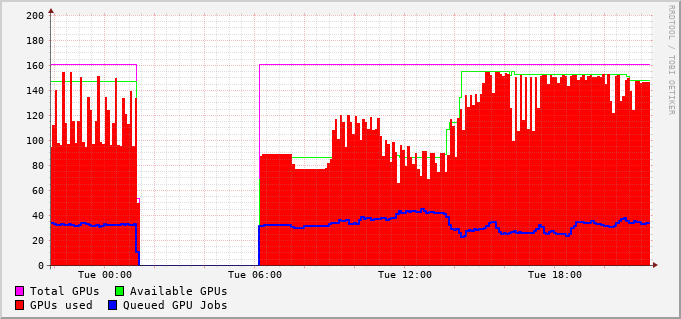 200
180
160
140
120
100
80
60
40
20
0
Tue 00:00 Tue 06:00 Tue 12:00 Tue 18:00
Total GPUs Available GPUs
GPUs used Queued GPU Jobs
RRDTOOL / TOBI OETIKER